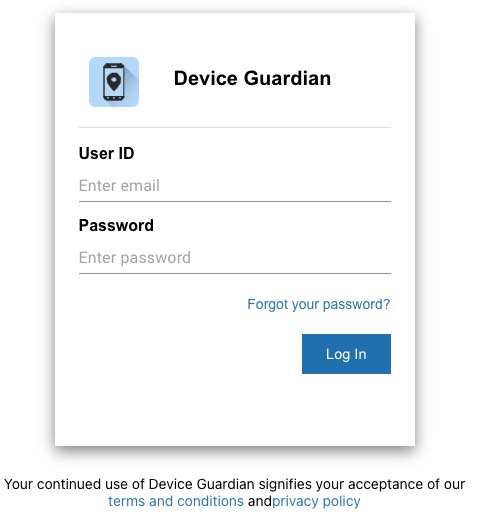 Device Guardian
User ID
Enter email
Password
Enter password
Forgot your password?
Log In
Your continued use of Device Guardian signifies your acceptance of our
terms and conditions andprivacy policy